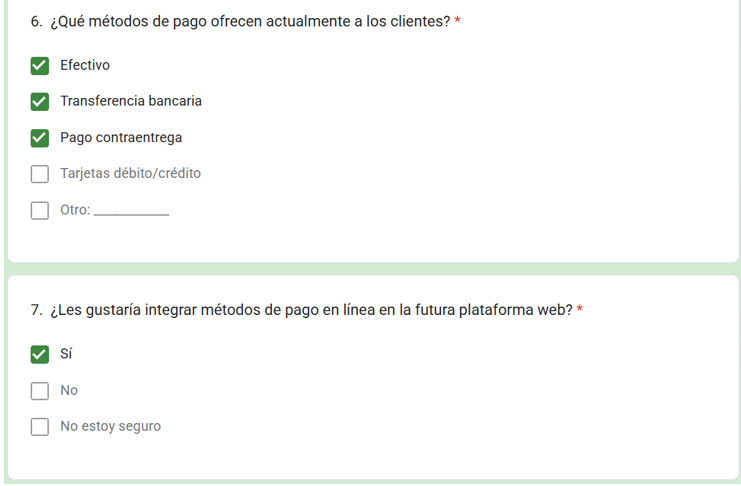 6. ¿Qué métodos de pago ofrecen actualmente a los clientes? *
Efectivo
Transferencia bancaria
Pago contraentrega
Tarjetas débito/crédito
Otro: ____________
7. ¿Les gustaría integrar métodos de pago en línea en la futura plataforma web? *
Sí
No
No estoy seguro